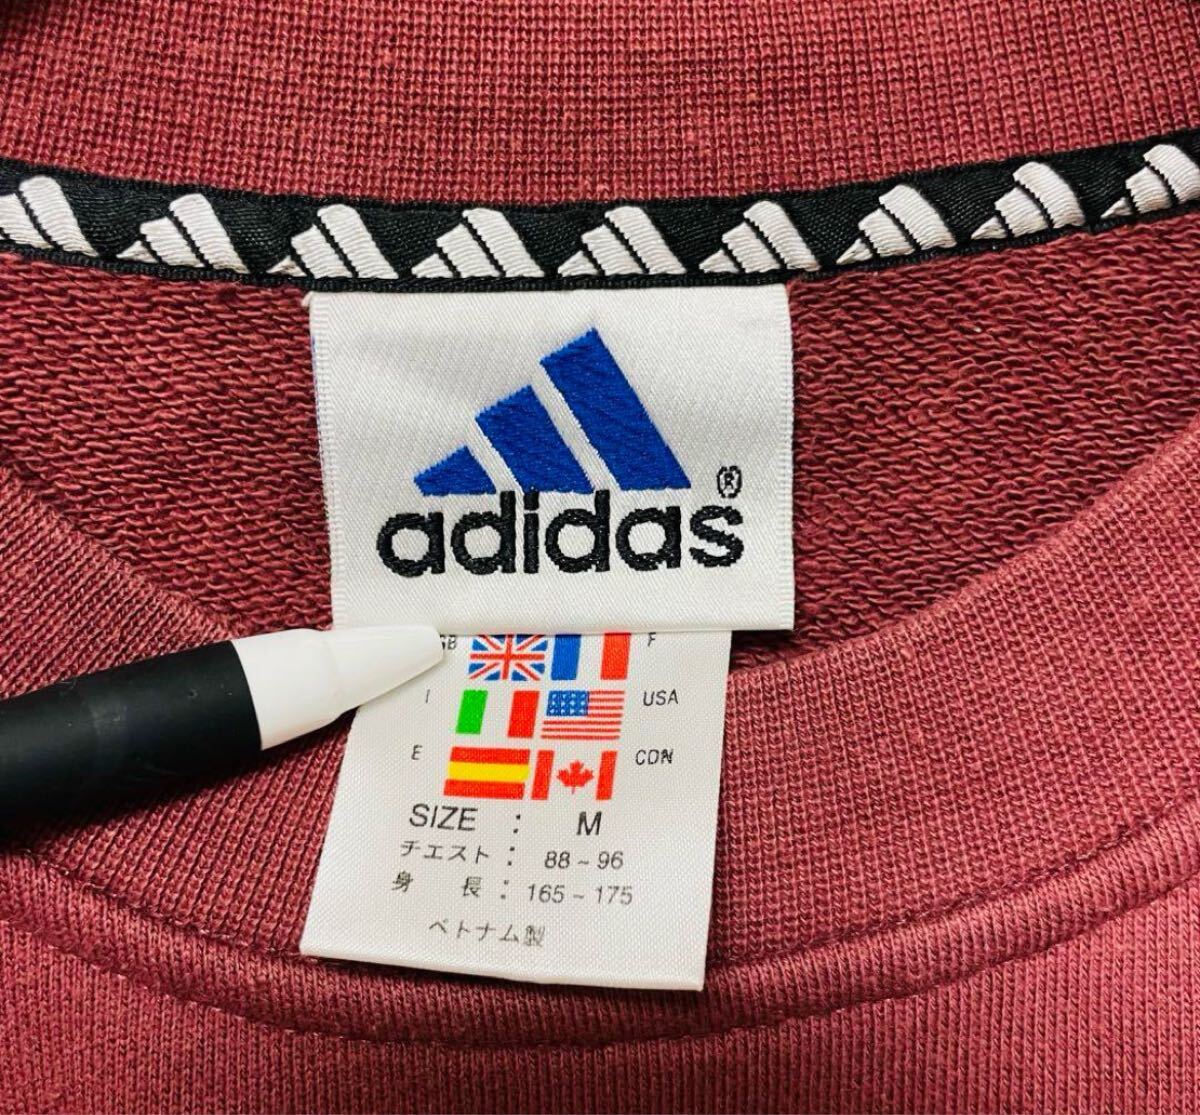 adidas®
GB F
I USA
E CDN
SIZE : M
チェスト : 88~96
身 長 : 165~175
ベトナム製